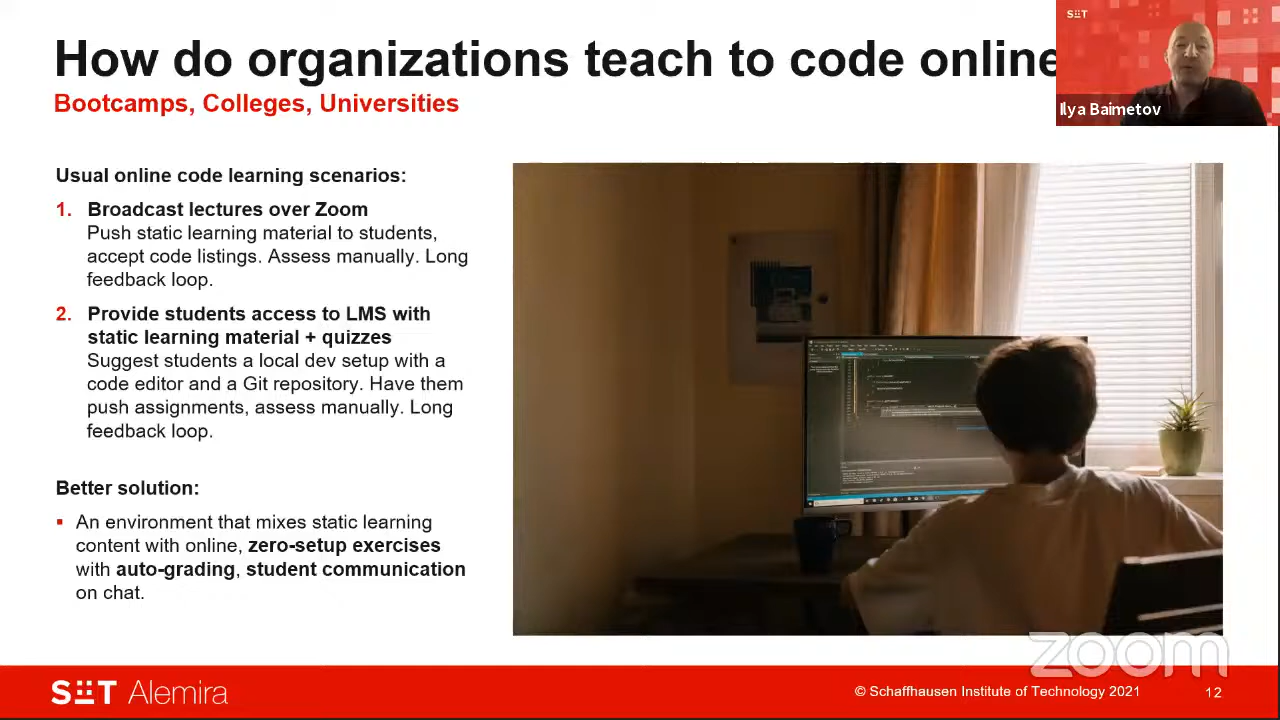 How do organizations teach to code online
Bootcamps, Colleges, Universities
SIT
Ilya Baimetov
Usual online code learning scenarios:
1. Broadcast lectures over Zoom
Push static learning material to students,
accept code listings. Assess manually. Long
feedback loop.
2. Provide students access to LMS with
static learning material + quizzes
Suggest students a local dev setup with a
code editor and a Git repository. Have them
push assignments, assess manually. Long
feedback loop.
Better solution:
▪ An environment that mixes static learning
content with online, zero-setup exercises
with auto-grading, student communication
on chat.
zoom
SIT Alemira
© Schaffhausen Institute of Technology 2021
12